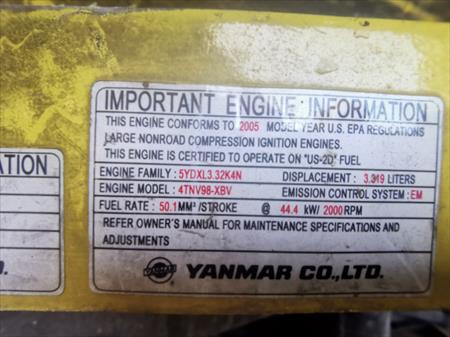 IMPORTANT ENGINE INFORMATION
THIS ENGINE CONFORMS TO 2005 MODEL YEAR U.S. EPA REGULATIONS
LARGE NONROAD COMPRESSION IGNITION ENGINES.
THIS ENGINE IS CERTIFIED TO OPERATE ON "US-2D" FUEL
ENGINE FAMILY : 5YDXL3.32K4N DISPLACEMENT : 3.319 LITERS
ENGINE MODEL : 4TNV98-XBV EMISSION CONTROL SYSTEM : EM
FUEL RATE : 50.1 MM³ /STROKE @ 44.4 kW/ 2000 RPM
REFER OWNER'S MANUAL FOR MAINTENANCE SPECIFICATIONS AND
ADJUSTMENTS
YANMAR CO.,LTD.
ATION
D.